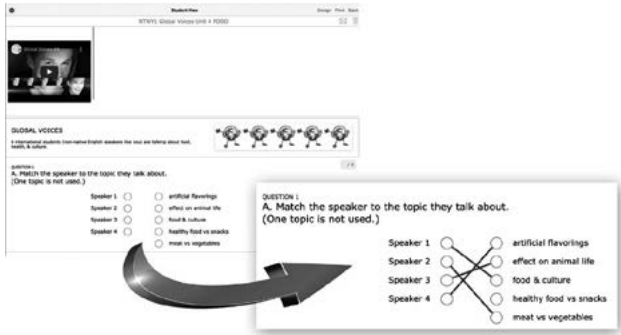 Student View
Design Print Back
RTNYL Global Voices Unit 4 FOOD
Global Voices
GLOBAL VOICES
4 international students (non-native English speakers like you) are talking about food,
health, & culture.
QUESTION 1
A. Match the speaker to the topic they talk about.
(One topic is not used.)
Speaker 1 artificial flavorings
Speaker 2 effect on animal life
Speaker 3 food & culture
Speaker 4 healthy food vs snacks
meat vs vegetables
QUESTION 1
A. Match the speaker to the topic they talk about.
(One topic is not used.)
Speaker 1 artificial flavorings
Speaker 2 effect on animal life
Speaker 3 food & culture
Speaker 4 healthy food vs snacks
meat vs vegetables